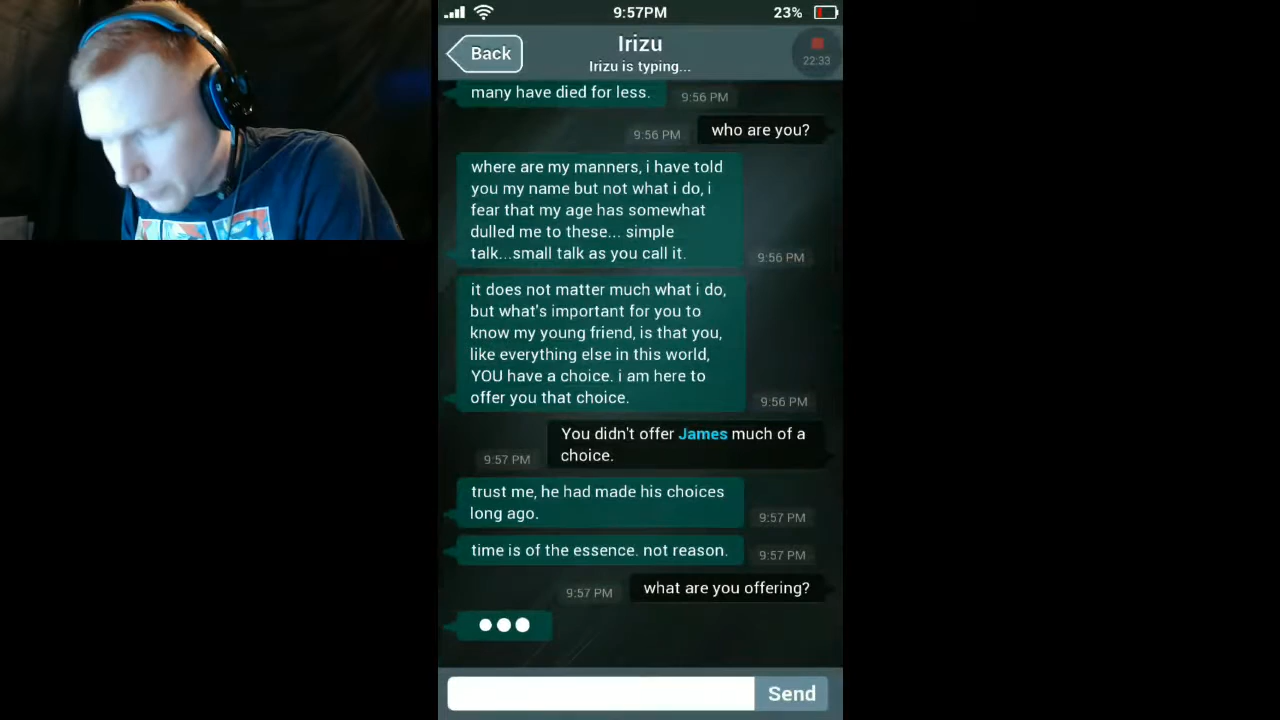 9:57PM
23%
Back
Irizu
Irizu is typing...
22:33
many have died for less.
9:56 PM
9:56 PM
who are you?
where are my manners, i have told
you my name but not what i do, i
fear that my age has somewhat
dulled me to these... simple
talk...small talk as you call it.
9:56 PM
it does not matter much what i do,
but what's important for you to
know my young friend, is that you,
like everything else in this world,
YOU have a choice. i am here to
offer you that choice.
9:56 PM
You didn't offer James much of a
choice.
9:57 PM
trust me, he had made his choices
long ago.
9:57 PM
time is of the essence. not reason.
9:57 PM
9:57 PM
what are you offering?
Send